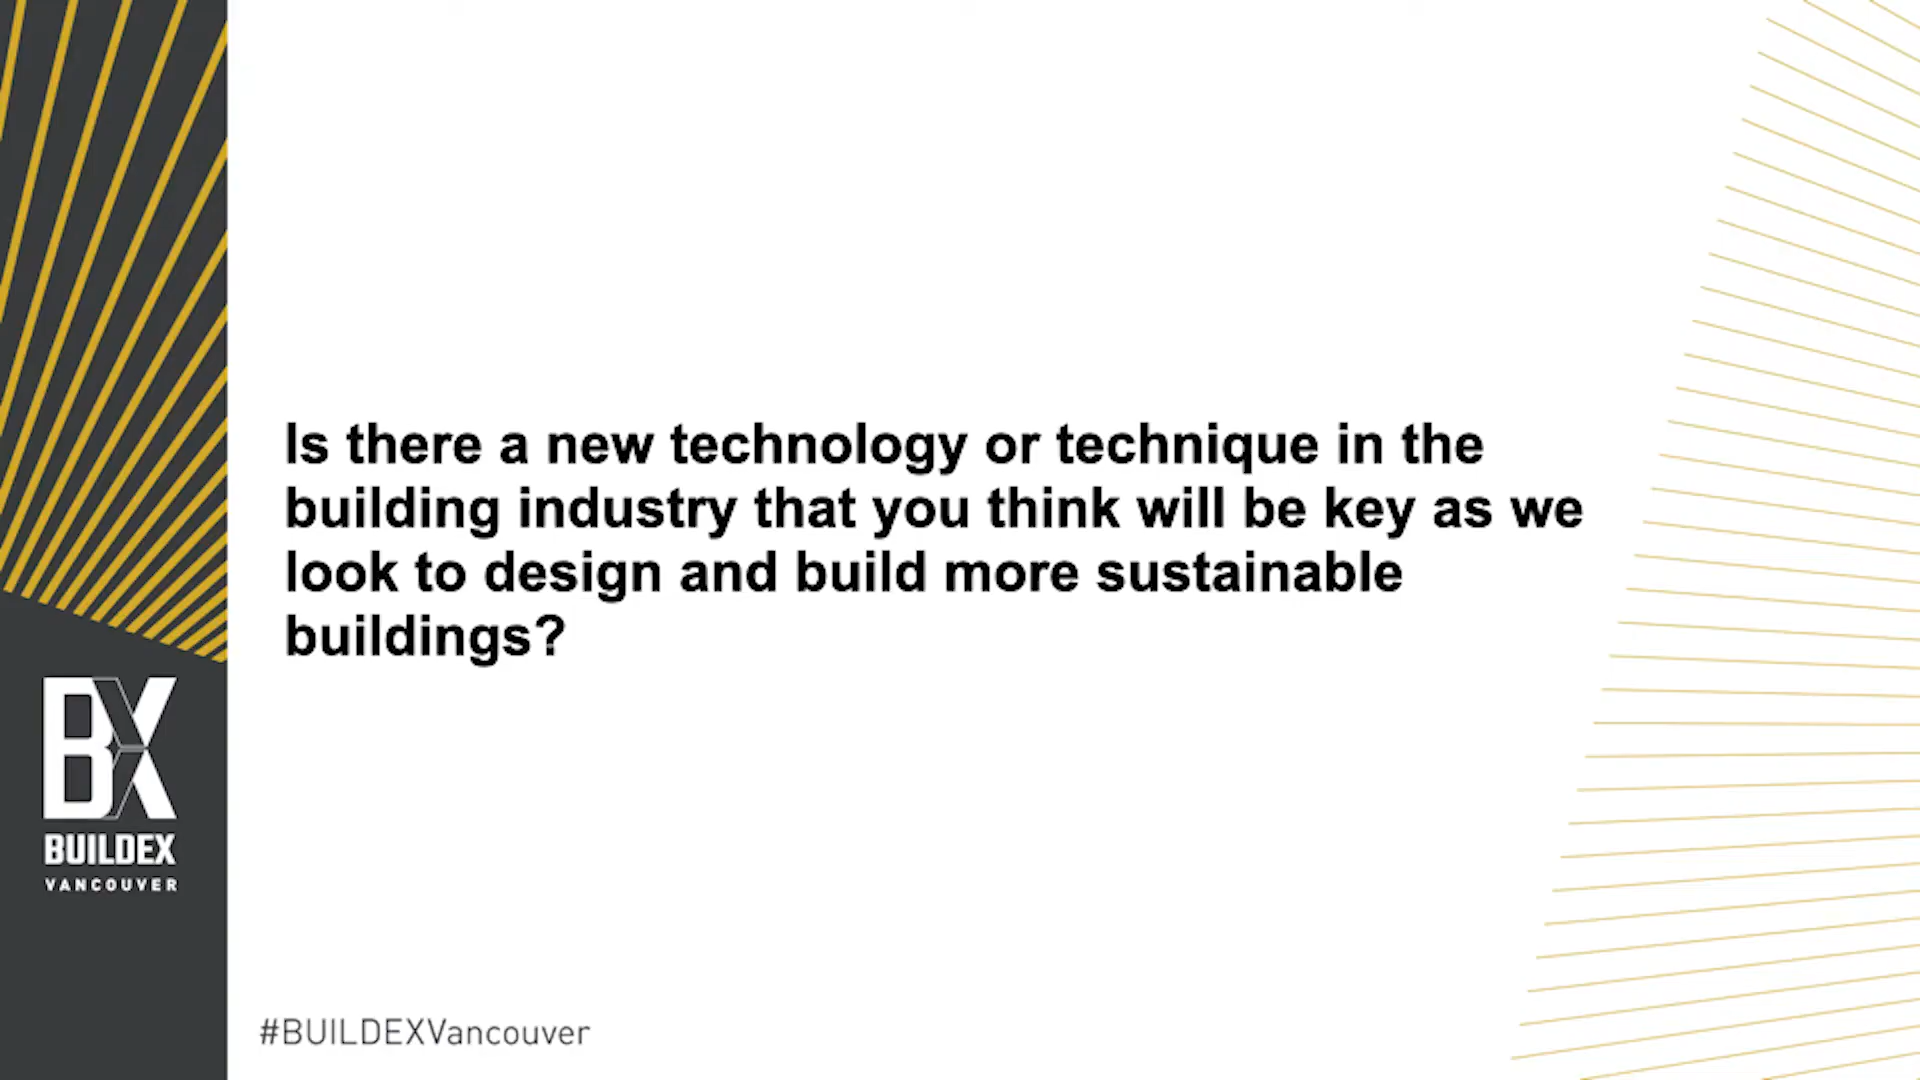 Is there a new technology or technique in the
building industry that you think will be key as we
look to design and build more sustainable
buildings?
BX
BUILDEX
VANCOUVER
#BUILDEXVancouver